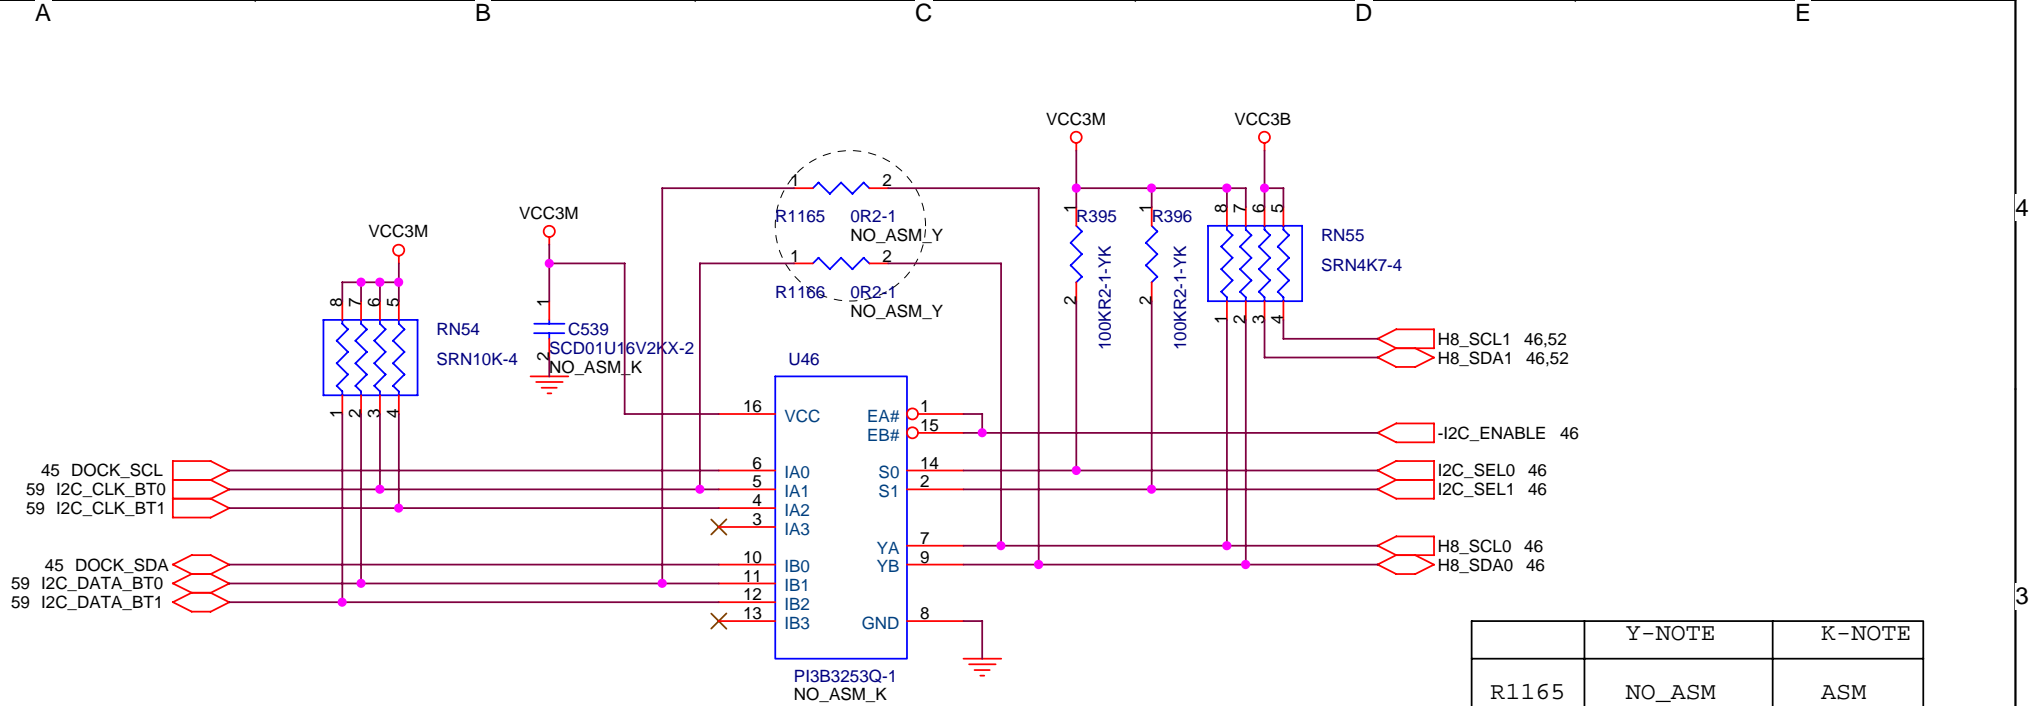 A B C D E
VCC3M VCC3B
1 2
R1165 0R2-1
NO_ASM_Y
1 R395 1 R396 8 7 6 5
4
VCC3M
VCC3M
RN55
SRN4K7-4
1 2
R1166 0R2-1
NO_ASM_Y
2 100KR2-1-YK 2 100KR2-1-YK 1 2 3 4
8 7 6 5
1
RN54
SRN10K-4
C539
SCD01U16V2KX-2
2
NO_ASM_K
1 2 3 4
H8_SCL1 46,52
H8_SDA1 46,52
U46
16 VCC EA# 1
EB# 15 -I2C_ENABLE 46
45 DOCK_SCL 6 IA0 S0 14 I2C_SEL0 46
59 I2C_CLK_BT0 5 IA1 S1 2 I2C_SEL1 46
59 I2C_CLK_BT1 4 IA2
3 IA3
YA 7 H8_SCL0 46
45 DOCK_SDA 10 IB0 YB 9 H8_SDA0 46
59 I2C_DATA_BT0 11 IB1
59 I2C_DATA_BT1 12 IB2
3
13 IB3 GND 8
PI3B3253Q-1
NO_ASM_K
Y-NOTE K-NOTE
R1165 NO_ASM ASM